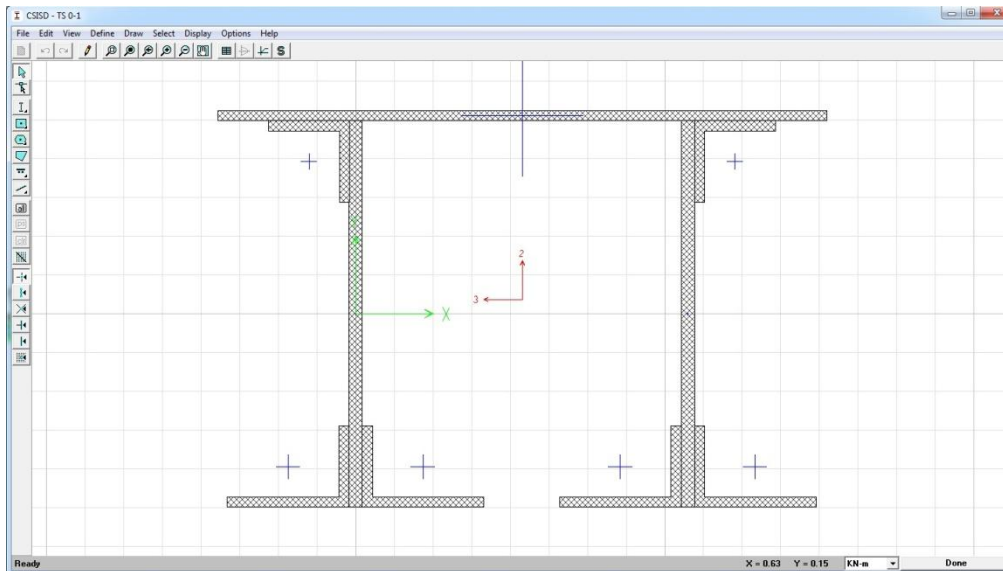 CSISD - TS 0-1
File Edit View Define Draw Select Display Options Help
2
3
X
Ready
X = 0.63 Y = 0.15
KN-m
Done